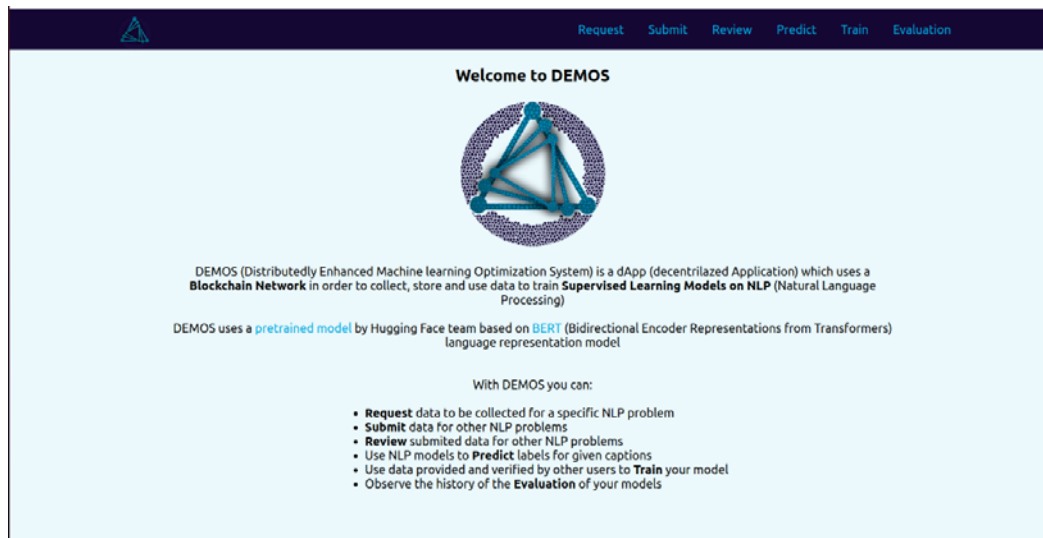 Request Submit Review Predict Train Evaluation
Welcome to DEMOS
DEMOS (Distributedly Enhanced Machine learning Optimization System) is a dApp (decentrilazed Application) which uses a
Blockchain Network in order to collect, store and use data to train Supervised Learning Models on NLP (Natural Language
Processing)
DEMOS uses a pretrained model by Hugging Face team based on BERT (Bidirectional Encoder Representations from Transformers)
language representation model
With DEMOS you can:
• Request data to be collected for a specific NLP problem
• Submit data for other NLP problems
• Review submited data for other NLP problems
• Use NLP models to Predict labels for given captions
• Use data provided and verified by other users to Train your model
• Observe the history of the Evaluation of your models